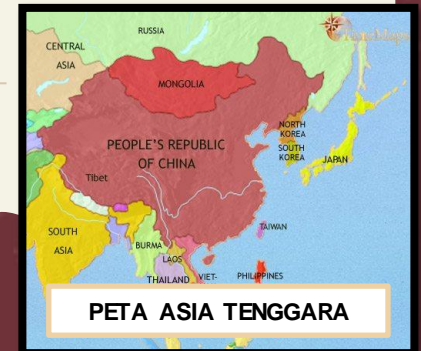 RUSSIA
CENTRAL
ASIA
MONGOLIA
NORTH
KOREA
SOUTH
KOREA
JAPAN
PEOPLE'S REPUBLIC
OF CHINA
Tibet
SOUTH
ASIA
TAIWAN
BURMA
LAOS
THAILAND
VIET-
PHILIPPINES
PETA ASIA TENGGARA